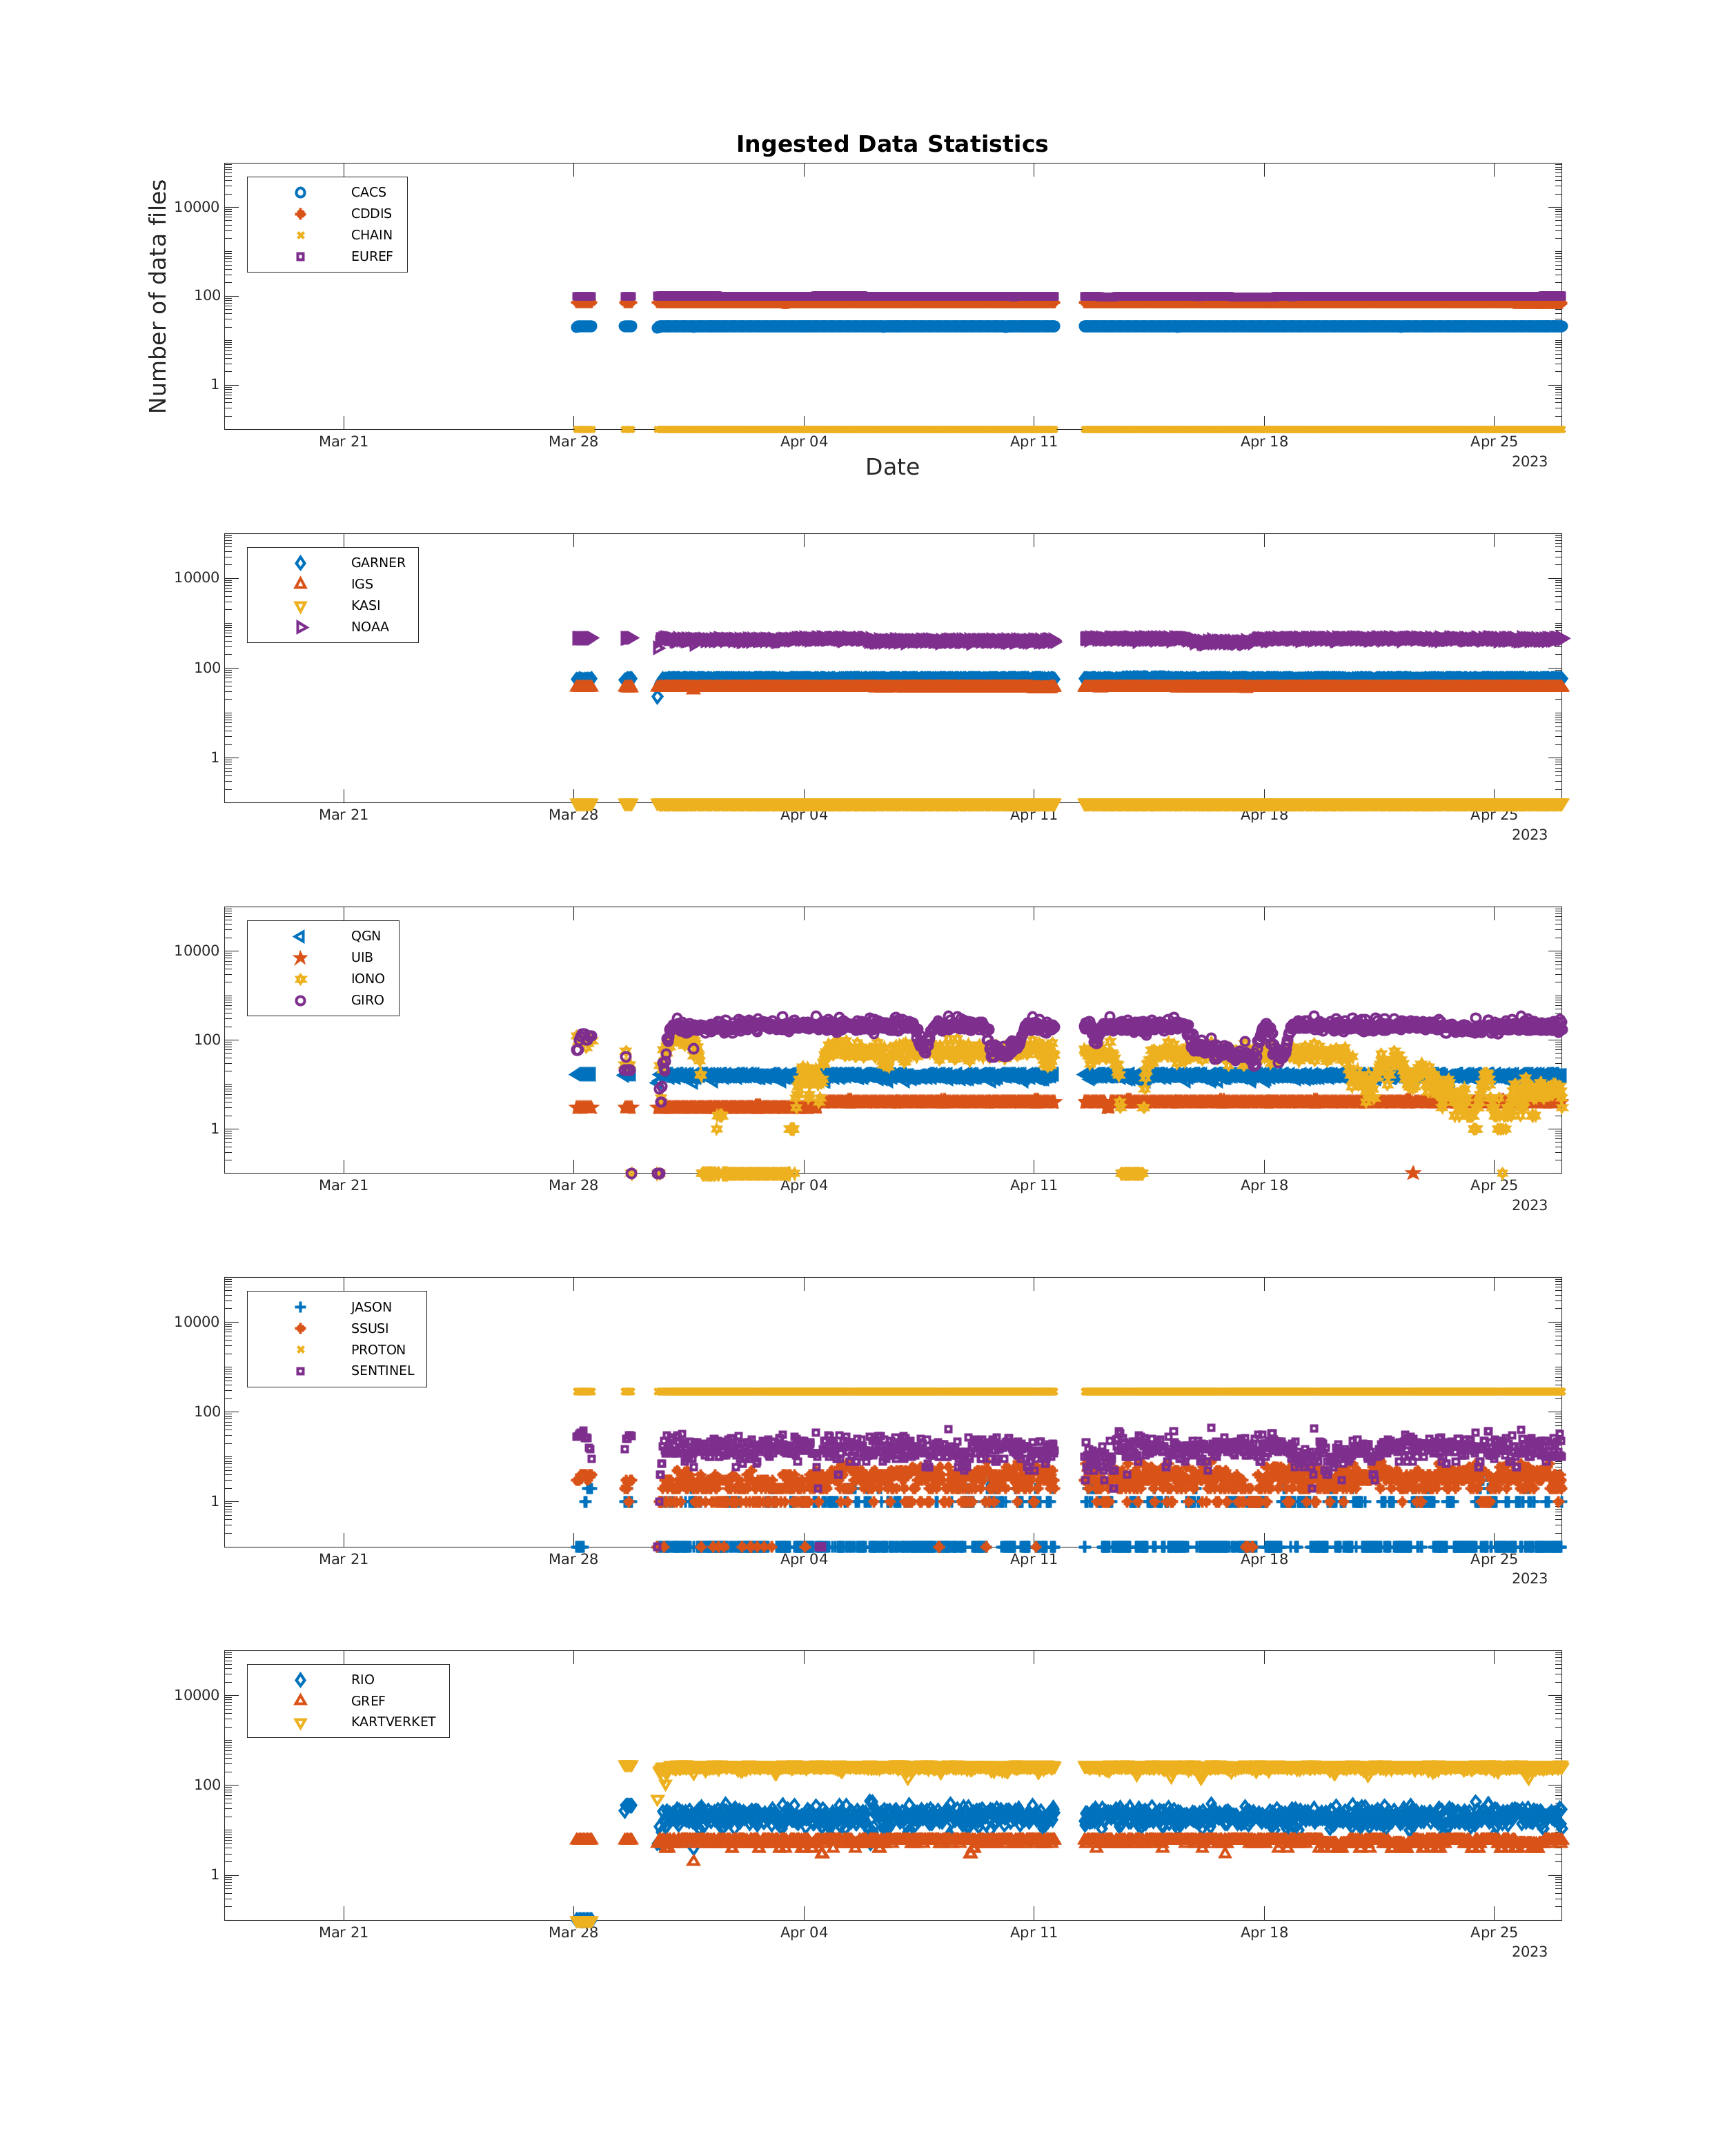 Ingested Data Statistics
Number of data files
CACS
CDDIS
CHAIN
EUREF
10000
100
1
Mar 21 Mar 28 Apr 04 Apr 11 Apr 18 Apr 25
2023
Date
GARNER
IGS
KASI
NOAA
10000
100
1
Mar 21 Mar 28 Apr 04 Apr 11 Apr 18 Apr 25
2023
QGN
UIB
IONO
GIRO
10000
100
1
Mar 21 Mar 28 Apr 04 Apr 11 Apr 18 Apr 25
2023
JASON
SSUSI
PROTON
SENTINEL
10000
100
1
Mar 21 Mar 28 Apr 04 Apr 11 Apr 18 Apr 25
2023
RIO
GREF
KARTVERKET
10000
100
1
Mar 21 Mar 28 Apr 04 Apr 11 Apr 18 Apr 25
2023